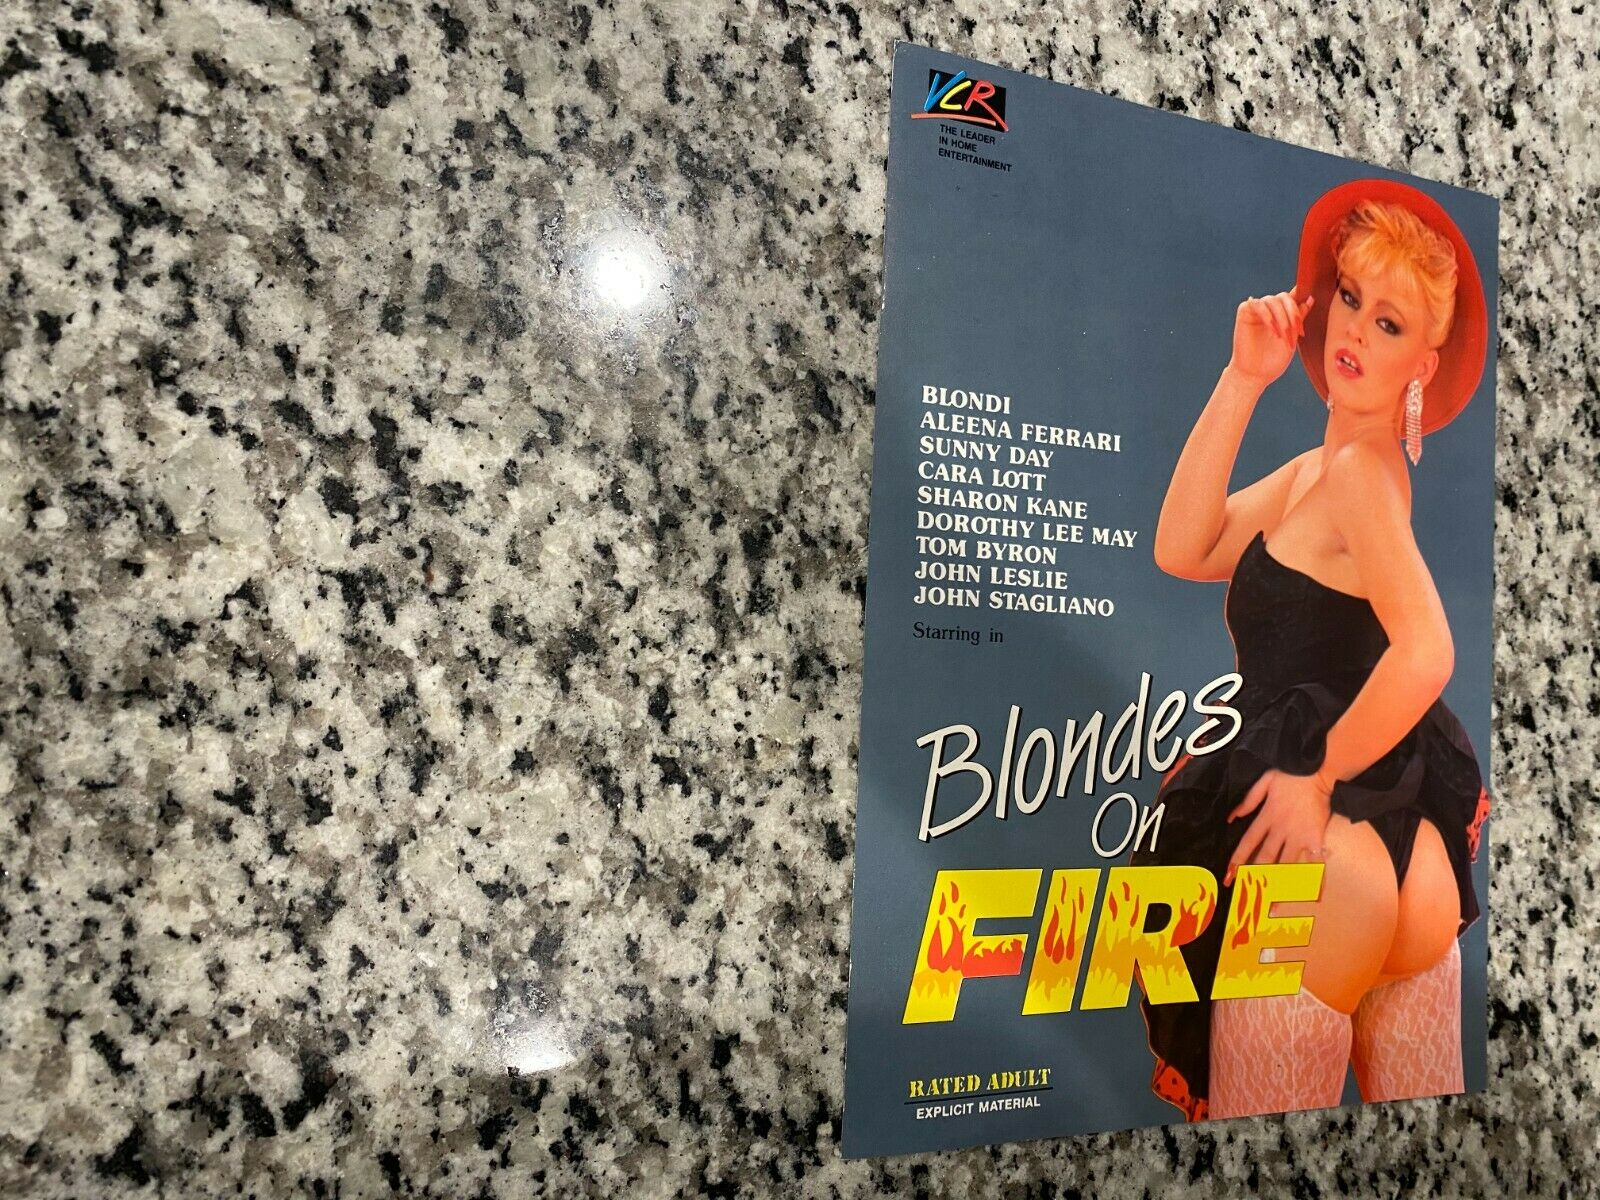 VCR
THE LEADER
IN HOME
ENTERTAINMENT
BLONDI
ALEENA FERRARI
SUNNY DAY
CARA LOTT
SHARON KANE
DOROTHY LEE MAY
TOM BYRON
JOHN LESLIE
JOHN STAGLIANO
Starring in
Blondes
On
FIRE
RATED ADULT
EXPLICIT MATERIAL